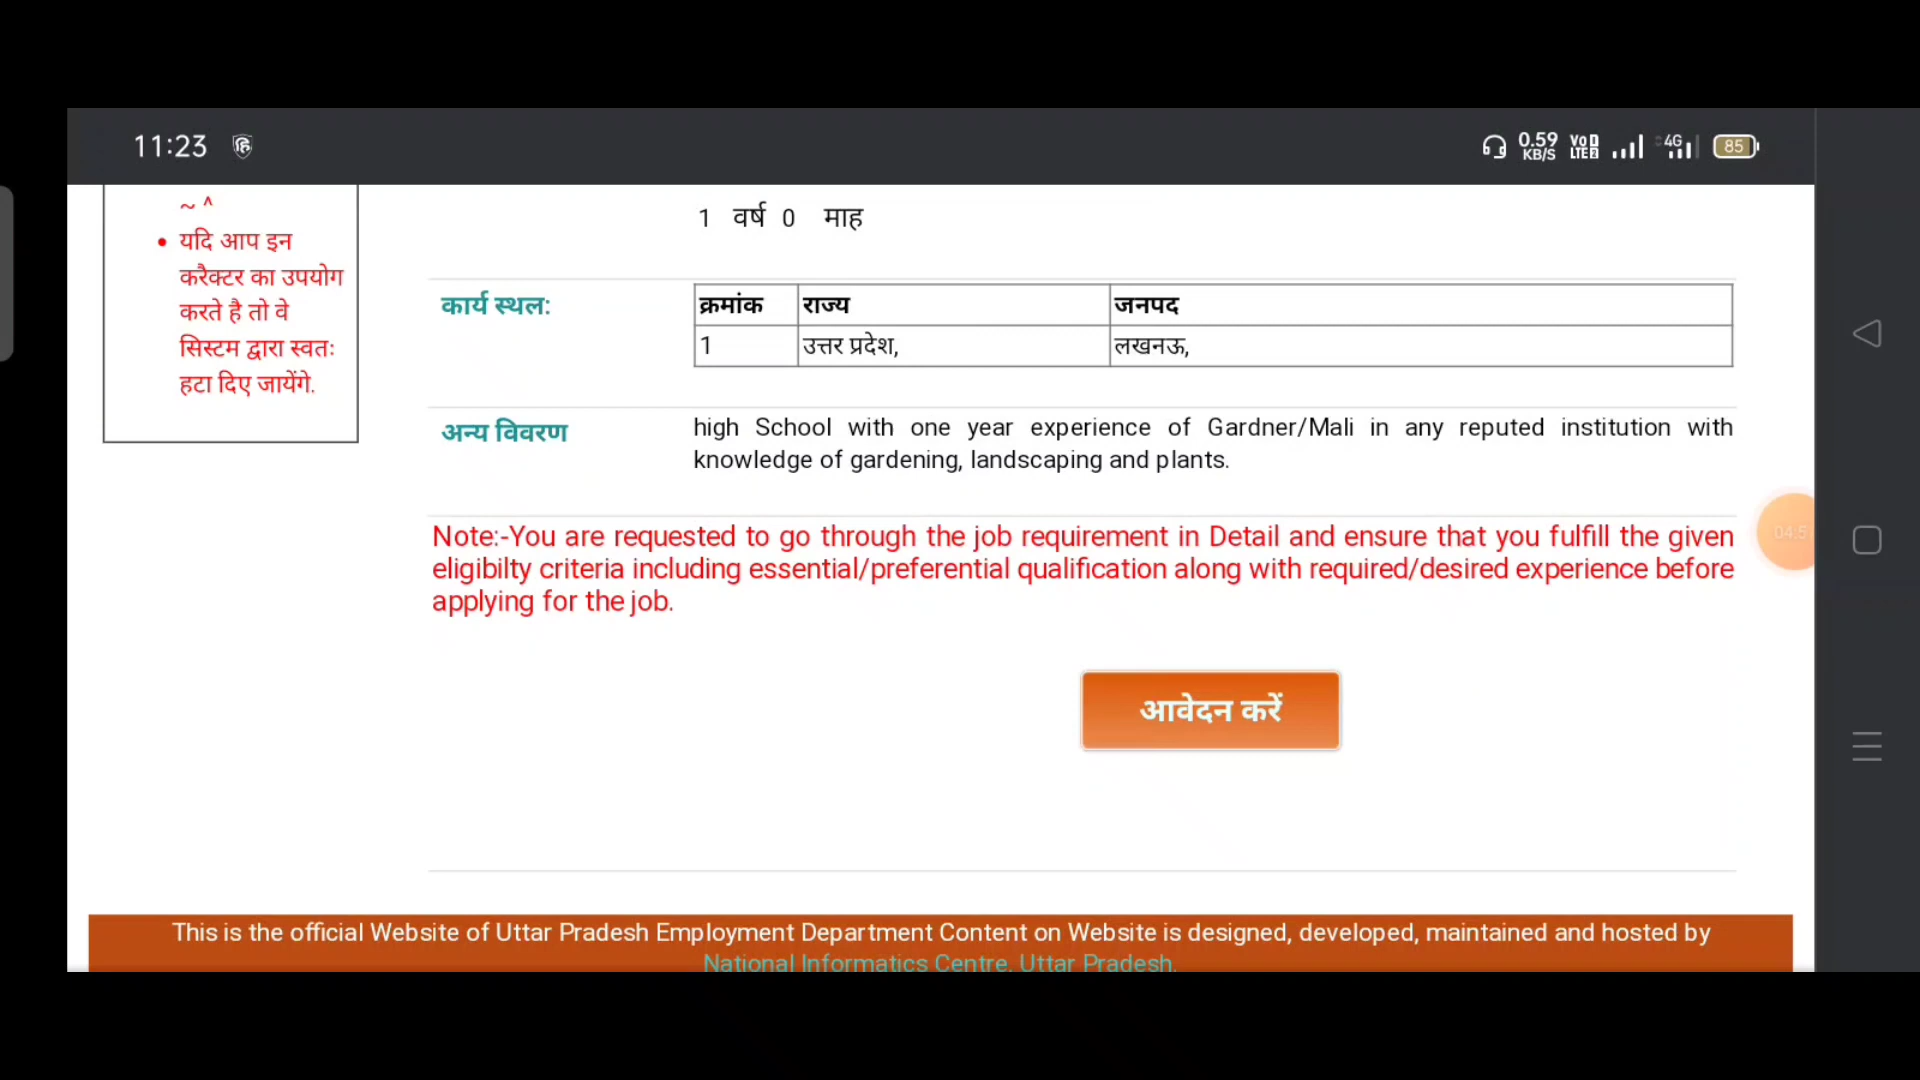 11:23 0.59 KB/S VO 1 LTE 2 4G 85
~ ^
• यदि आप इन
करैक्टर का उपयोग
करते है तो वे
सिस्टम द्वारा स्वतः
हटा दिए जायेंगे.
1 वर्ष 0 माह
कार्य स्थल: क्रमांक राज्य जनपद
1 उत्तर प्रदेश, लखनऊ,
अन्य विवरण high School with one year experience of Gardner/Mali in any reputed institution with
knowledge of gardening, landscaping and plants.
Note:-You are requested to go through the job requirement in Detail and ensure that you fulfill the given
eligibilty criteria including essential/preferential qualification along with required/desired experience before
applying for the job.
आवेदन करें
This is the official Website of Uttar Pradesh Employment Department Content on Website is designed, developed, maintained and hosted by
National Informatics Centre, Uttar Pradesh.